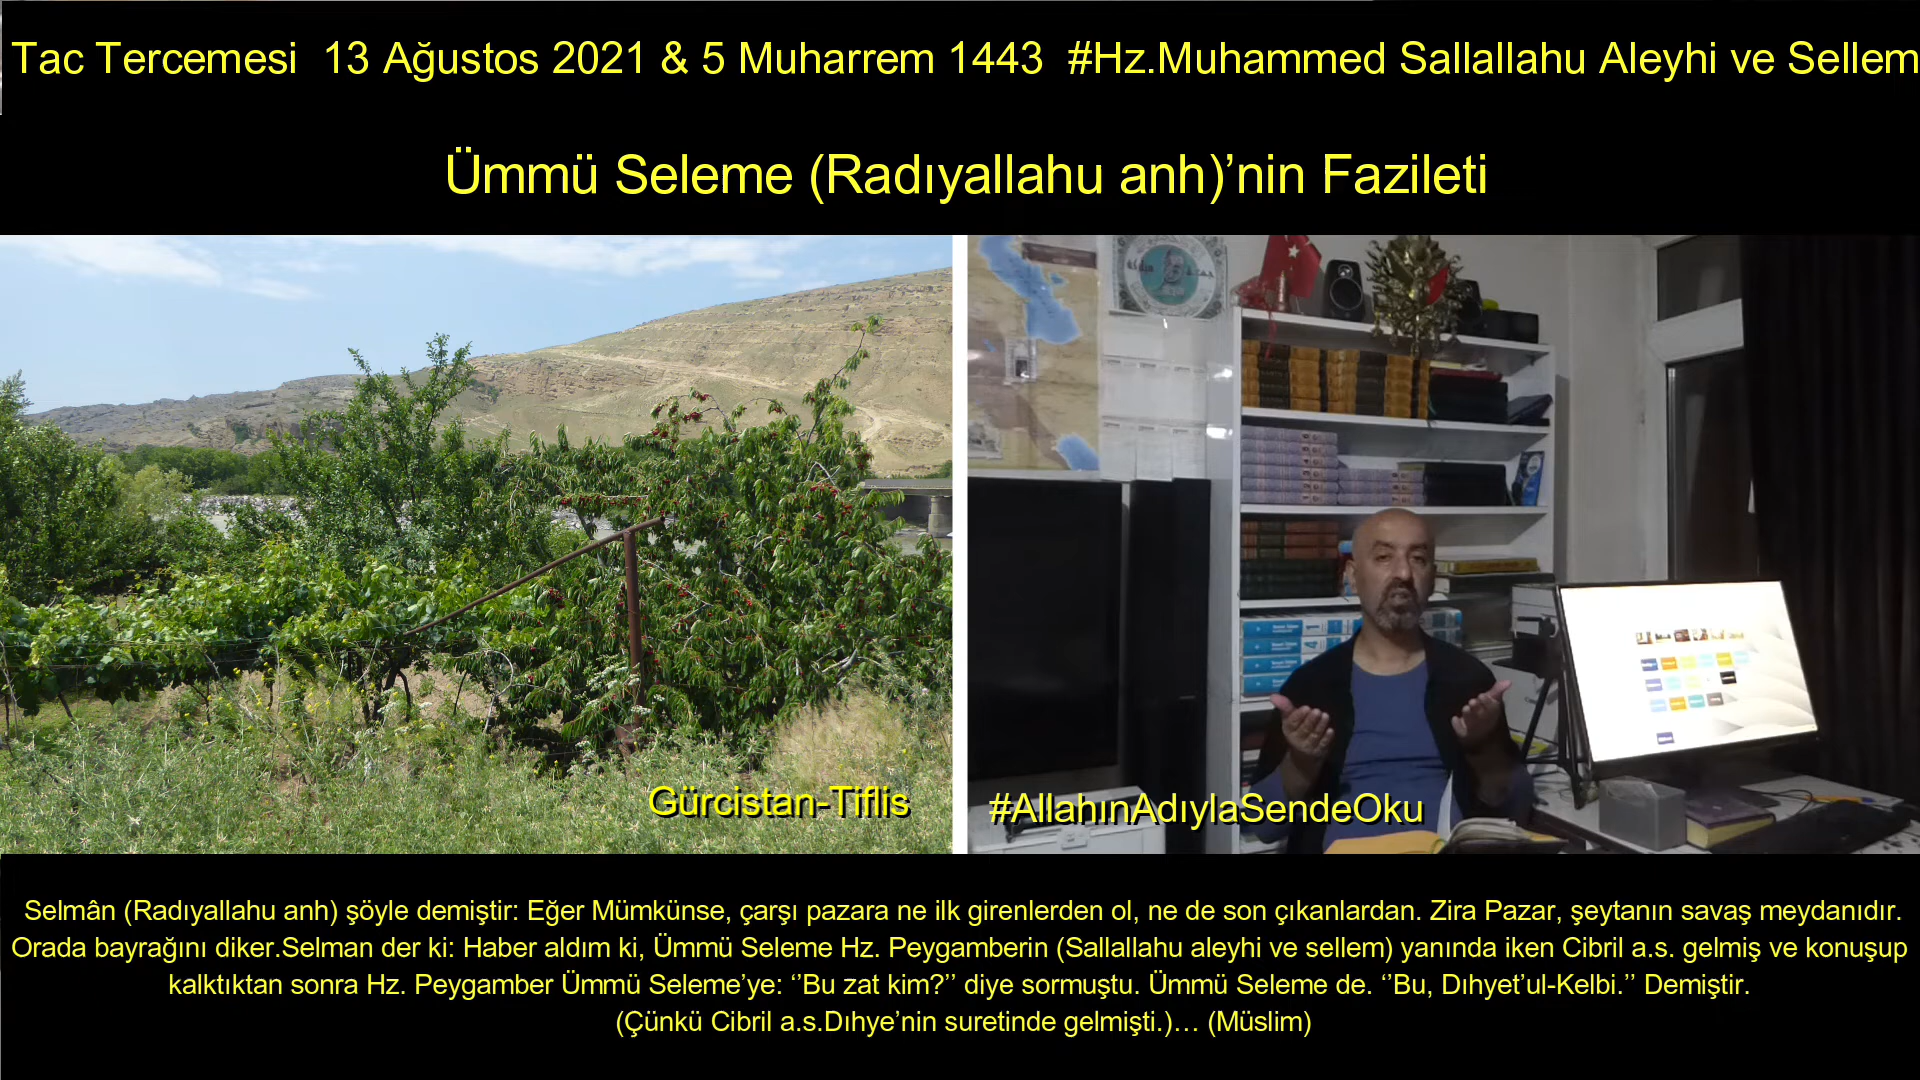 Tac Tercemesi  13 Ağustos 2021 & 5 Muharrem 1443  #Hz.Muhammed Sallallahu Aleyhi ve Sellem
Ümmü Seleme (Radıyallahu anh)’nin Fazileti
Gürcistan-Tiflis
#AllahınAdıylaSendeOku
Selmân (Radıyallahu anh) şöyle demiştir: Eğer Mümkünse, çarşı pazara ne ilk girenlerden ol, ne de son çıkanlardan. Zira Pazar, şeytanın savaş meydanıdır.
Orada bayrağını diker.Selman der ki: Haber aldım ki, Ümmü Seleme Hz. Peygamberin (Sallallahu aleyhi ve sellem) yanında iken Cibril a.s. gelmiş ve konuşup
kalktıktan sonra Hz. Peygamber Ümmü Seleme’ye: ‘’Bu zat kim?’’ diye sormuştu. Ümmü Seleme de. ‘’Bu, Dıhyet’ul-Kelbi.’’ Demiştir.
(Çünkü Cibril a.s.Dıhye’nin suretinde gelmişti.)… (Müslim)